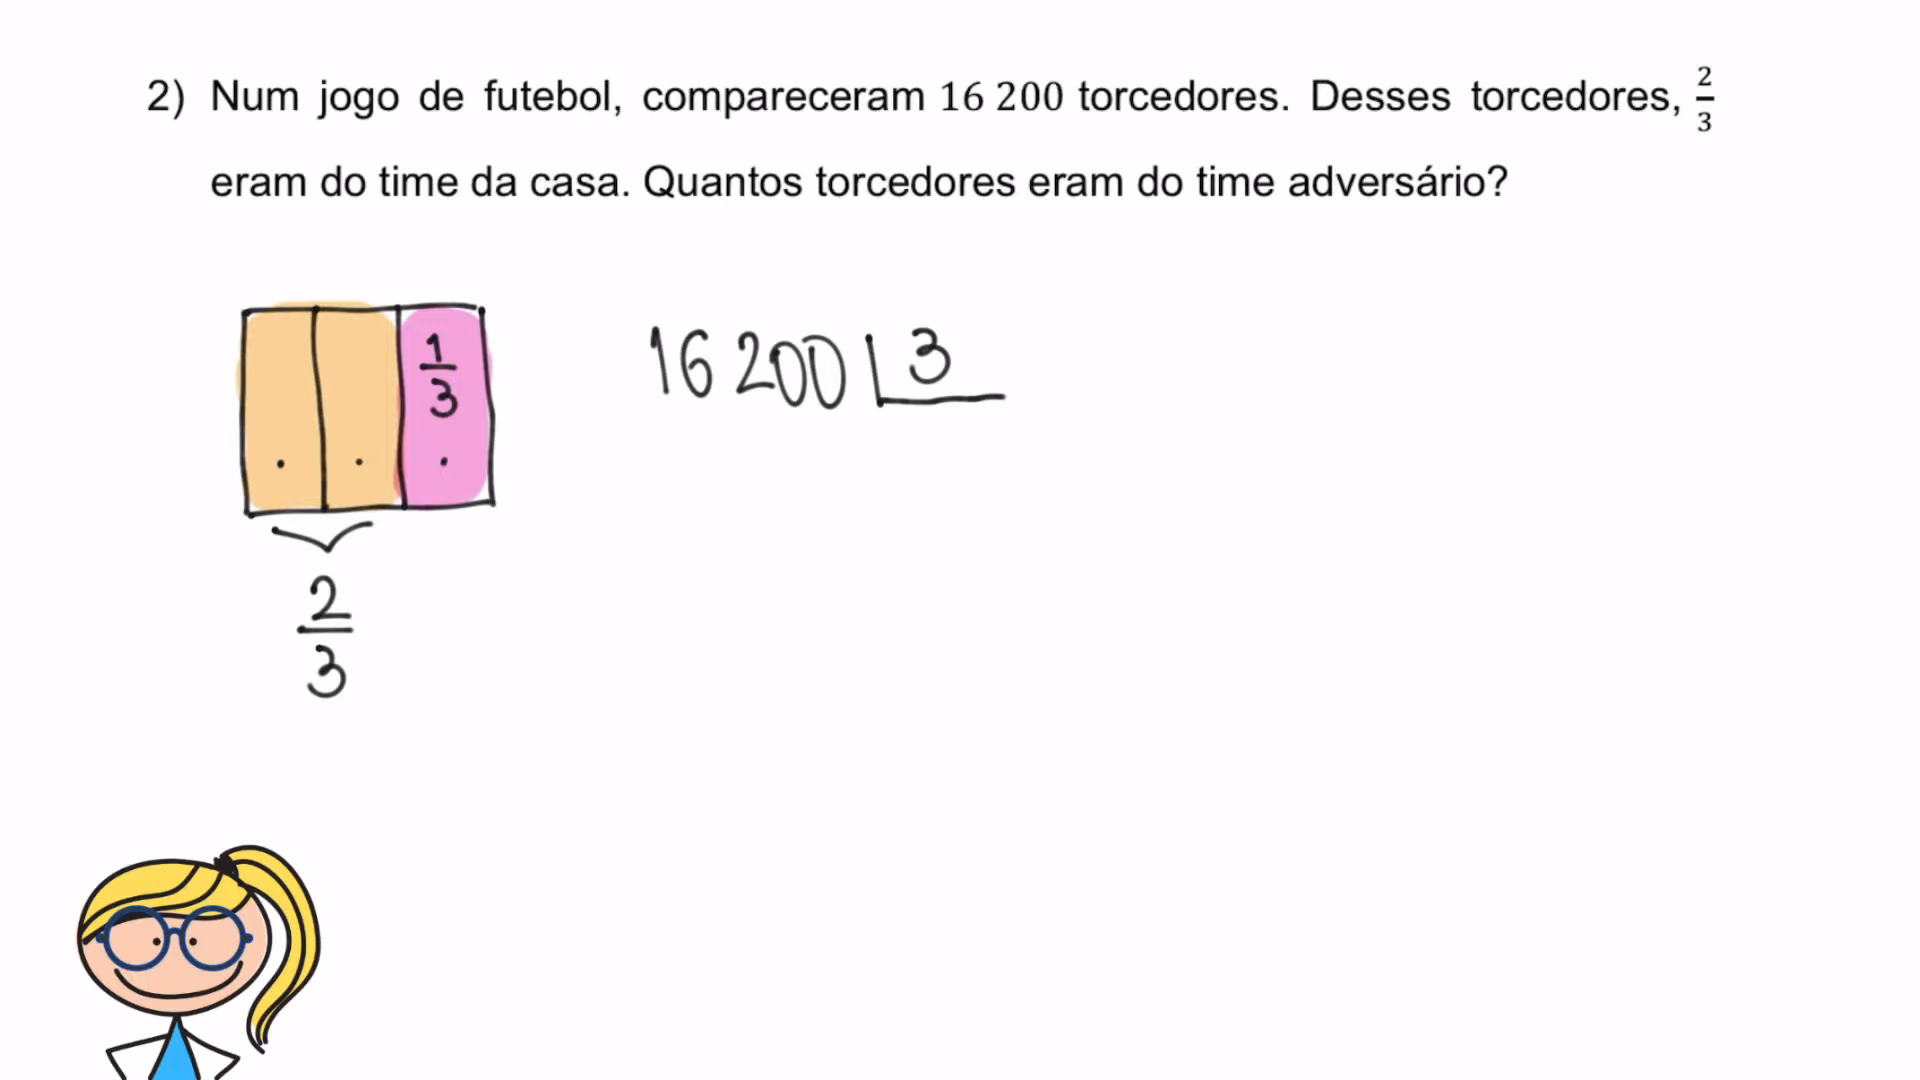 2) Num jogo de futebol, compareceram 16 200 torcedores. Desses torcedores, 2/3
eram do time da casa. Quantos torcedores eram do time adversário?
1/3
16 200 | 3
2/3